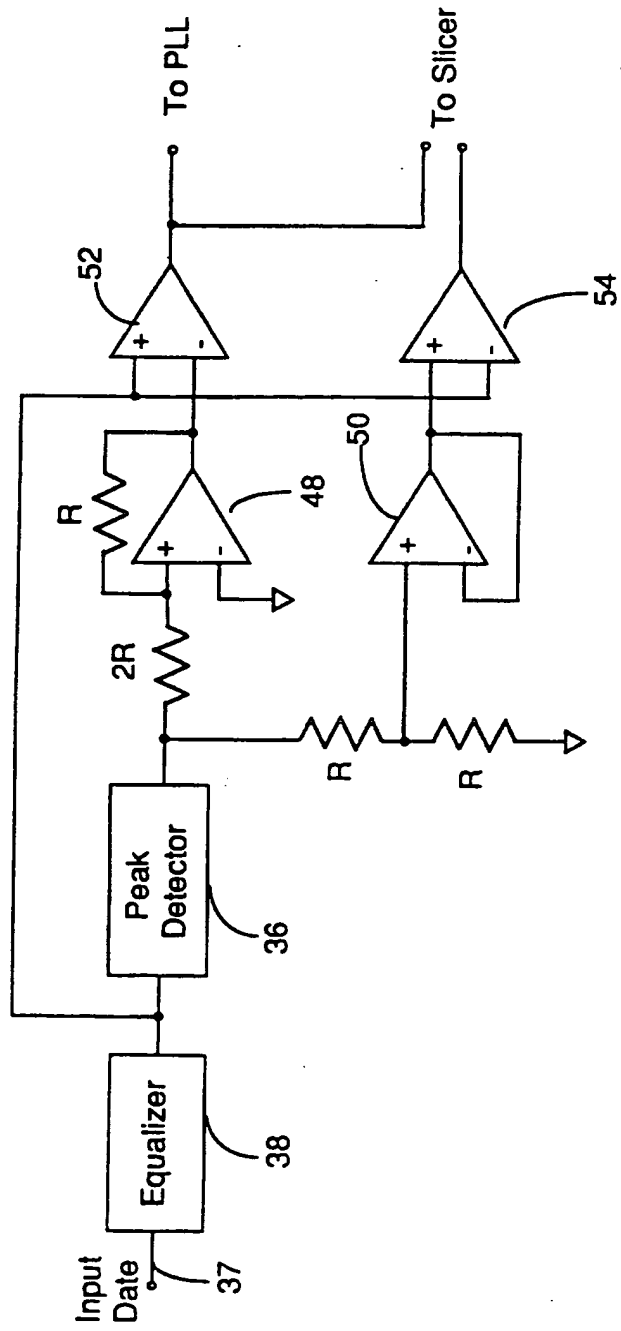 Input
Date
37
Equalizer
38
Peak
Detector
36
2R
R
R
R
+
-
48
+
-
50
+
-
52
+
-
54
To PLL
To Slicer